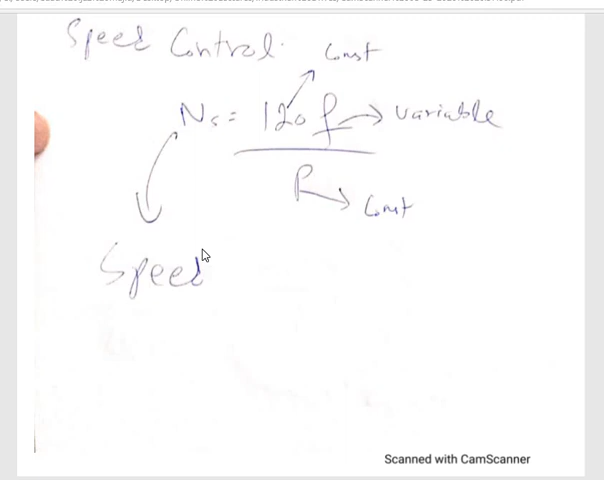 Speed Control.
Const
Ns = 120 f → variable
P
Const
Speed
Scanned with CamScanner